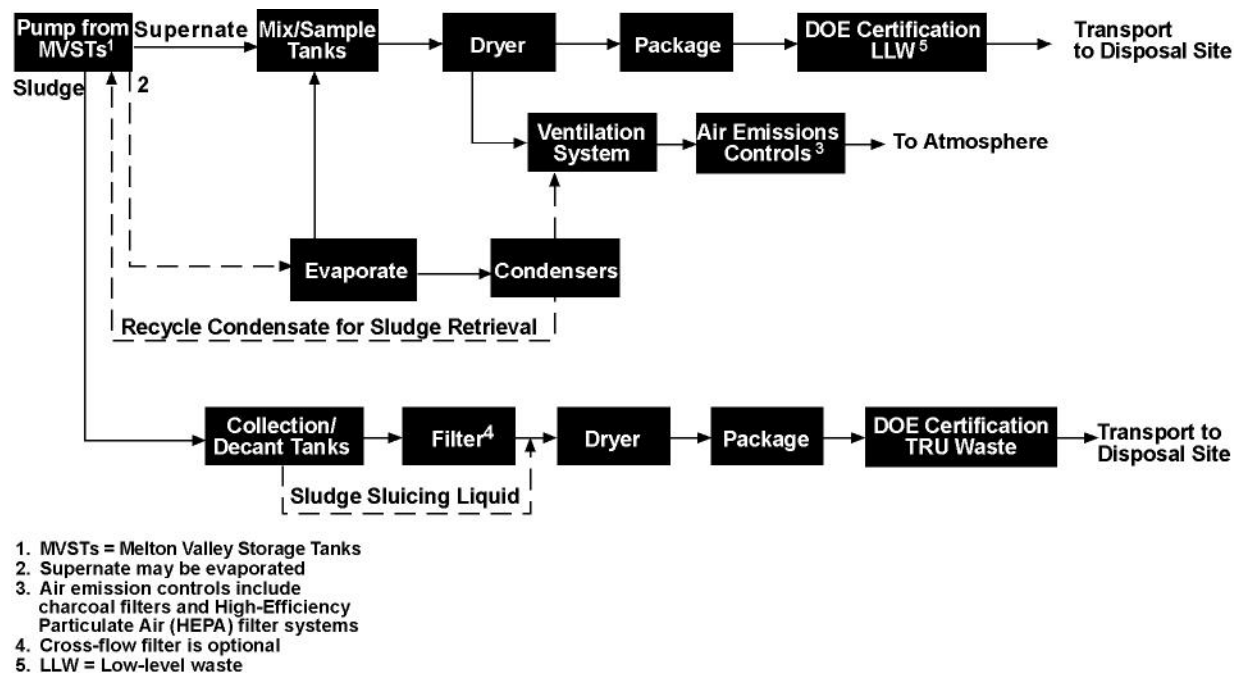 Pump from
MVSTs1
Supernate
Sludge
2
Mix/Sample
Tanks
Dryer
Package
DOE Certification
LLW 5
Transport
to Disposal Site
Ventilation
System
Air Emissions
Controls 3
To Atmosphere
Evaporate
Condensers
Recycle Condensate for Sludge Retrieval
Collection/
Decant Tanks
Filter4
Dryer
Package
DOE Certification
TRU Waste
Transport to
Disposal Site
Sludge Sluicing Liquid
1. MVSTs = Melton Valley Storage Tanks
2. Supernate may be evaporated
3. Air emission controls include
charcoal filters and High-Efficiency
Particulate Air (HEPA) filter systems
4. Cross-flow filter is optional
5. LLW = Low-level waste